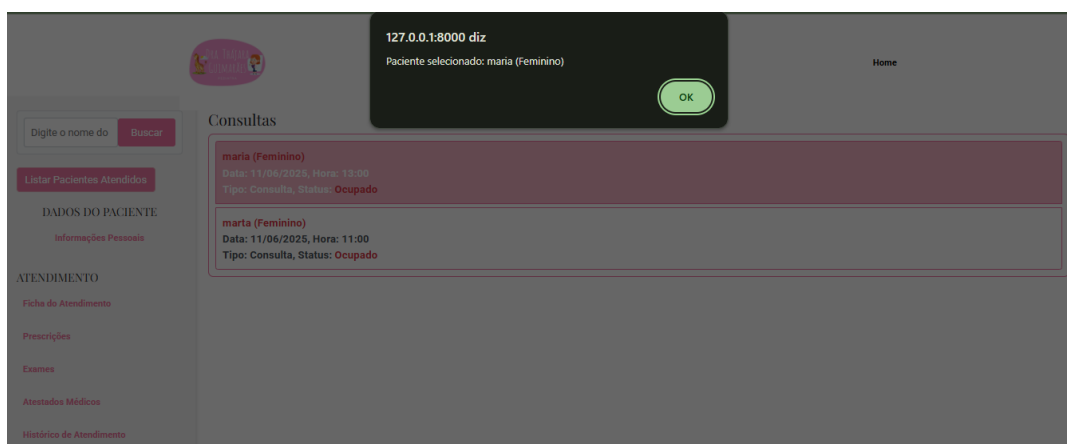 127.0.0.1:8000 diz
Paciente selecionado: maria (Feminino)
OK
Home
Digite o nome do
Buscar
Listar Pacientes Atendidos
DADOS DO PACIENTE
Informações Pessoais
ATENDIMENTO
Ficha do Atendimento
Prescrições
Exames
Atestados Médicos
Histórico de Atendimento
Consultas
maria (Feminino)
Data: 11/06/2025, Hora: 13:00
Tipo: Consulta, Status: Ocupado
marta (Feminino)
Data: 11/06/2025, Hora: 11:00
Tipo: Consulta, Status: Ocupado